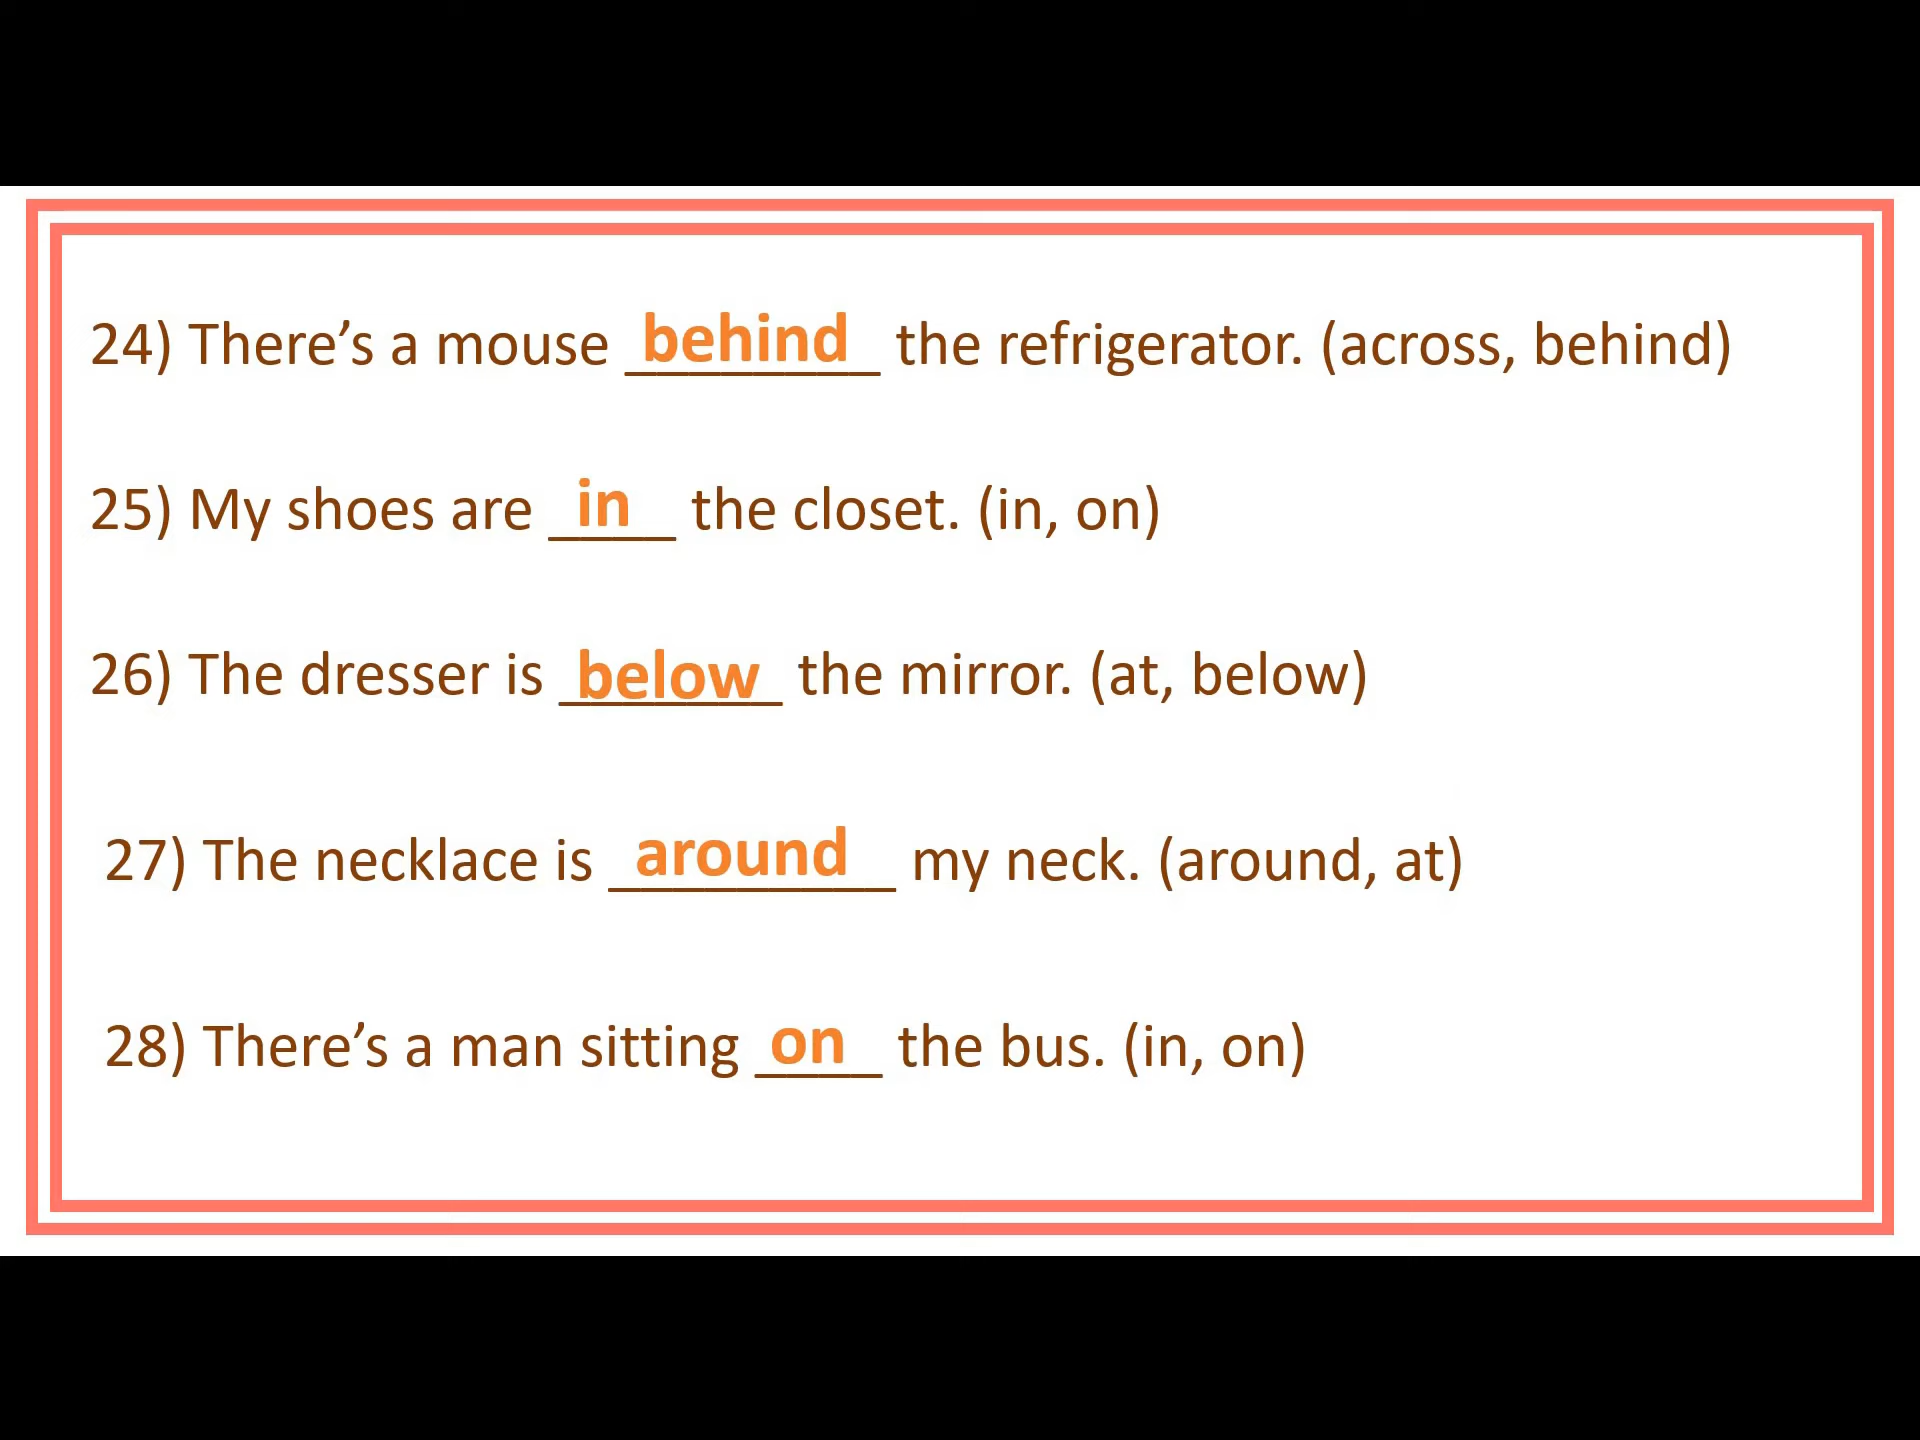 24) There’s a mouse behind the refrigerator. (across, behind)
25) My shoes are in the closet. (in, on)
26) The dresser is below the mirror. (at, below)
27) The necklace is around my neck. (around, at)
28) There’s a man sitting on the bus. (in, on)